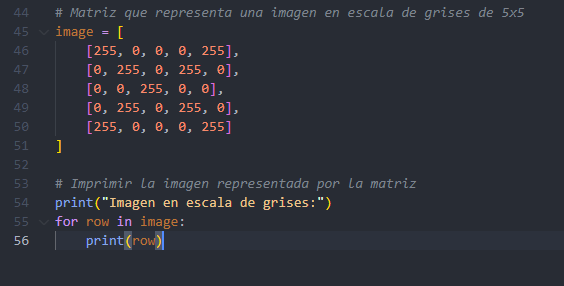 44 # Matriz que representa una imagen en escala de grises de 5x5
45 image = [
46     [255, 0, 0, 0, 255],
47     [0, 255, 0, 255, 0],
48     [0, 0, 255, 0, 0],
49     [0, 255, 0, 255, 0],
50     [255, 0, 0, 0, 255]
51 ]
52
53 # Imprimir la imagen representada por la matriz
54 print("Imagen en escala de grises:")
55 for row in image:
56     print(row)